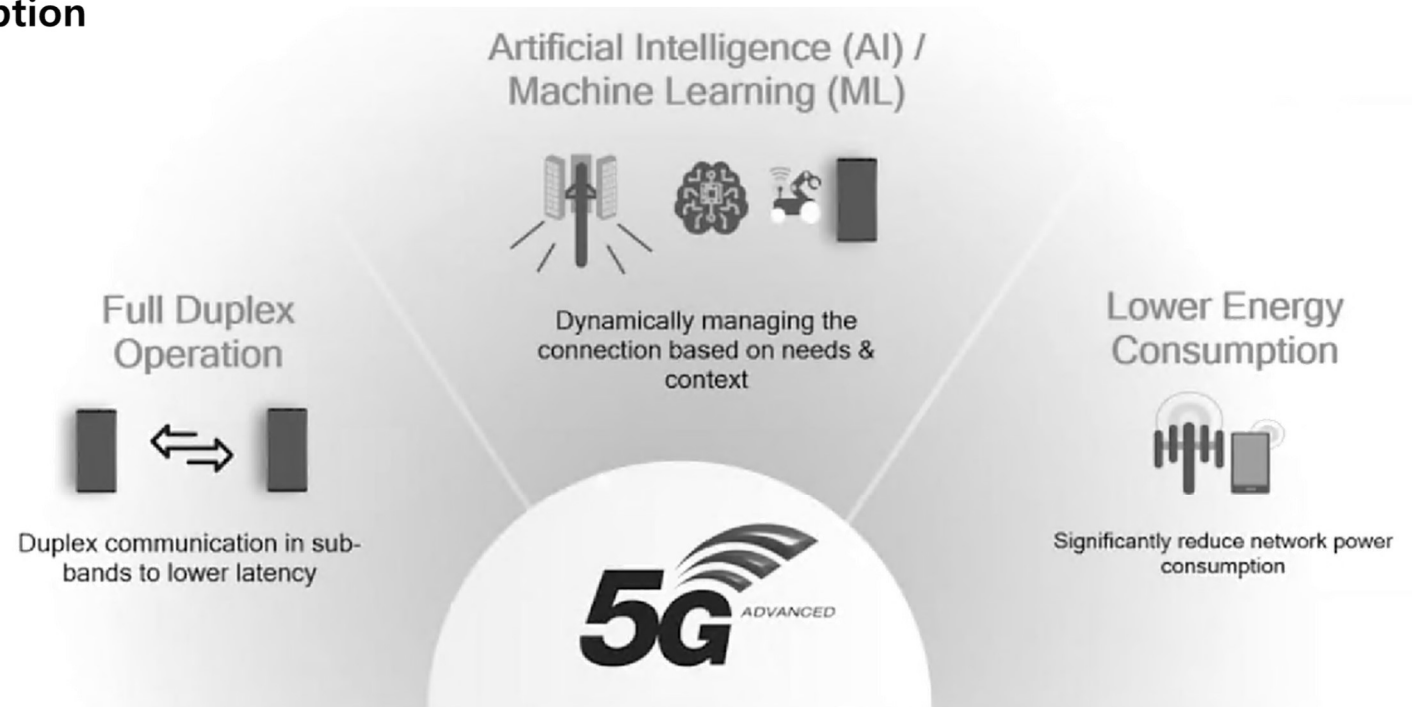 ption
Artificial Intelligence (AI) /
Machine Learning (ML)
Dynamically managing the
connection based on needs &
context
Full Duplex
Operation
Duplex communication in sub-
bands to lower latency
Lower Energy
Consumption
Significantly reduce network power
consumption
5G
ADVANCED